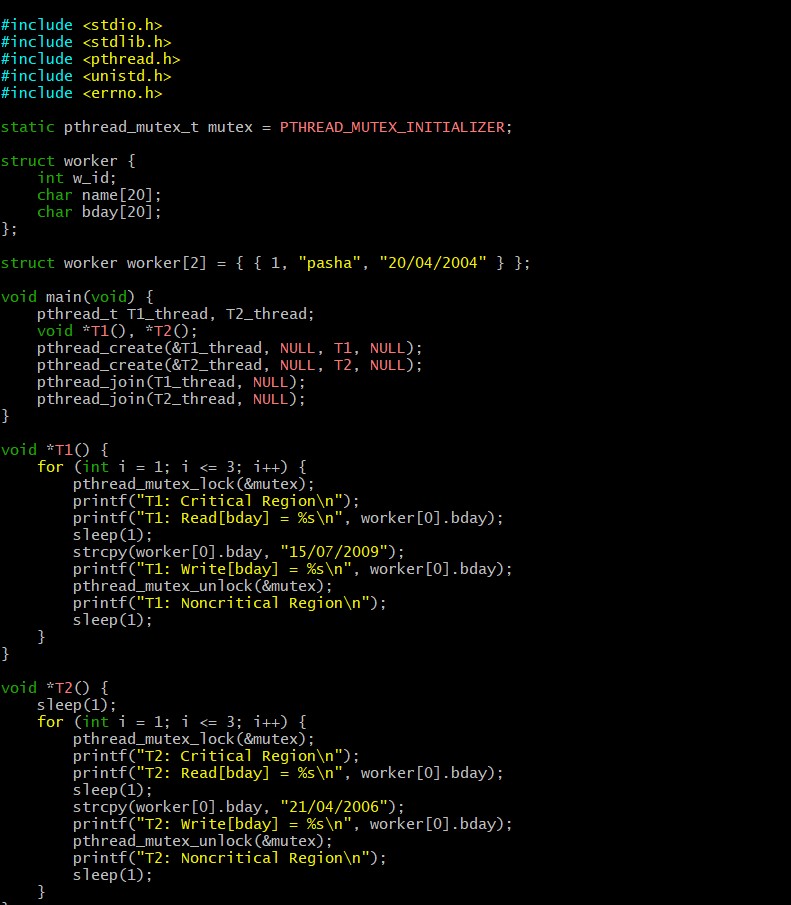 #include <stdio.h>
#include <stdlib.h>
#include <pthread.h>
#include <unistd.h>
#include <errno.h>

static pthread_mutex_t mutex = PTHREAD_MUTEX_INITIALIZER;

struct worker {
    int w_id;
    char name[20];
    char bday[20];
};

struct worker worker[2] = { { 1, "pasha", "20/04/2004" } };

void main(void) {
    pthread_t T1_thread, T2_thread;
    void *T1(), *T2();
    pthread_create(&T1_thread, NULL, T1, NULL);
    pthread_create(&T2_thread, NULL, T2, NULL);
    pthread_join(T1_thread, NULL);
    pthread_join(T2_thread, NULL);
}

void *T1() {
    for (int i = 1; i <= 3; i++) {
        pthread_mutex_lock(&mutex);
        printf("T1: Critical Region\n");
        printf("T1: Read[bday] = %s\n", worker[0].bday);
        sleep(1);
        strcpy(worker[0].bday, "15/07/2009");
        printf("T1: Write[bday] = %s\n", worker[0].bday);
        pthread_mutex_unlock(&mutex);
        printf("T1: Noncritical Region\n");
        sleep(1);
    }
}

void *T2() {
    sleep(1);
    for (int i = 1; i <= 3; i++) {
        pthread_mutex_lock(&mutex);
        printf("T2: Critical Region\n");
        printf("T2: Read[bday] = %s\n", worker[0].bday);
        sleep(1);
        strcpy(worker[0].bday, "21/04/2006");
        printf("T2: Write[bday] = %s\n", worker[0].bday);
        pthread_mutex_unlock(&mutex);
        printf("T2: Noncritical Region\n");
        sleep(1);
    }
}